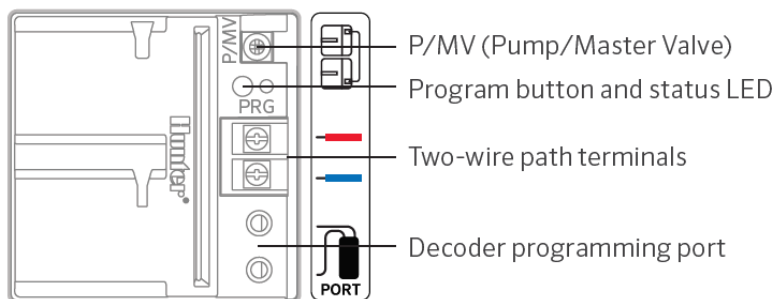 P/MV
P/MV (Pump/Master Valve)
PRG
Program button and status LED
Hunter®
Two-wire path terminals
Decoder programming port
PORT